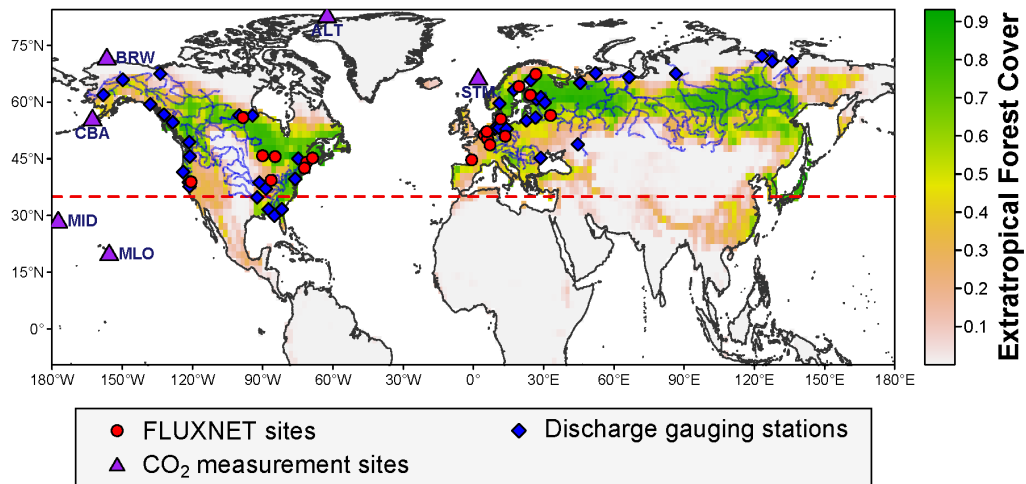 ALT
75°N
BRW
STM
60°N
CBA
45°N
30°N
MID
MLO
15°N
0°
180°W 150°W 120°W 90°W 60°W 30°W 0° 30°E 60°E 90°E 120°E 150°E 180°E
0.9
0.8
0.7
0.6
0.5
0.4
0.3
0.2
0.1
Extratropical Forest Cover
FLUXNET sites
Discharge gauging stations
CO₂ measurement sites